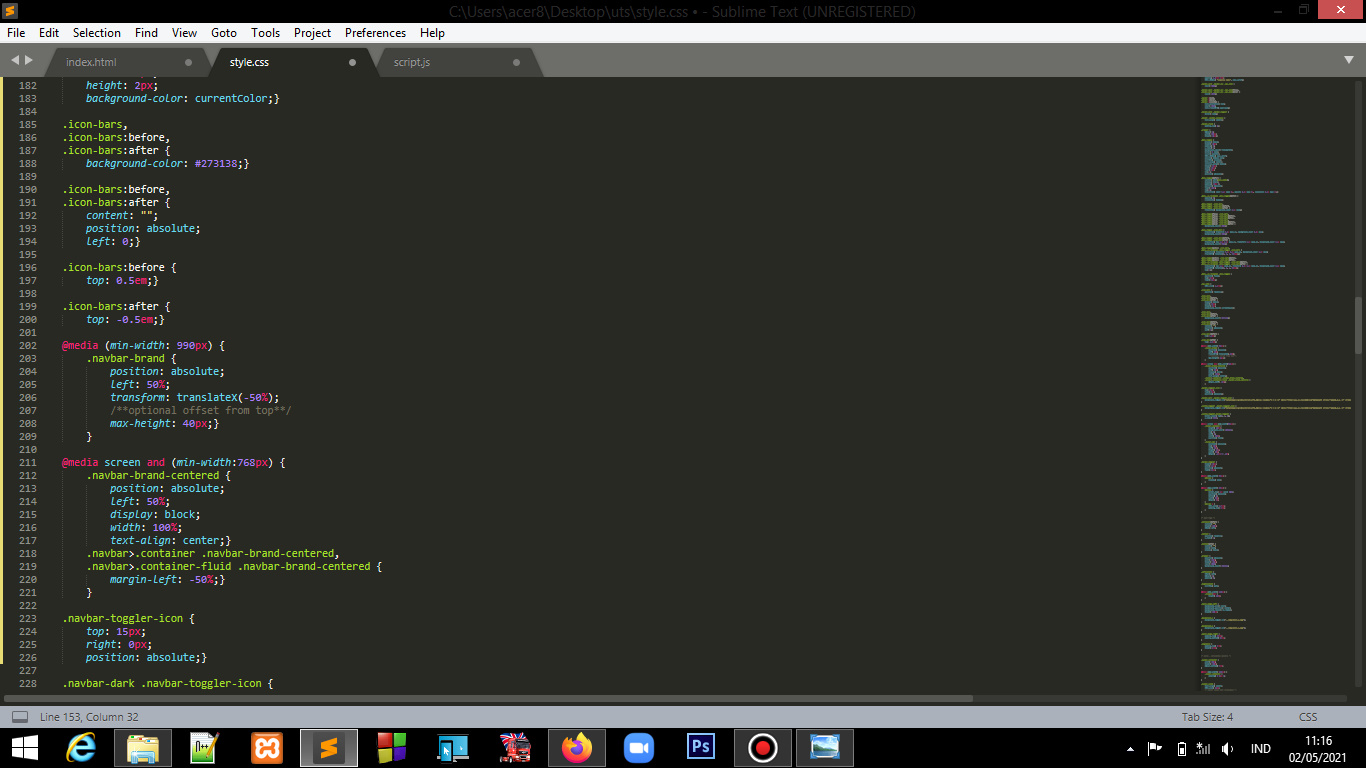 C:\Users\acer8\Desktop\uts\style.css • - Sublime Text (UNREGISTERED)
File Edit Selection Find View Goto Tools Project Preferences Help
index.html style.css script.js
182 height: 2px;
183 background-color: currentColor;}
184
185 .icon-bars,
186 .icon-bars:before,
187 .icon-bars:after {
188 background-color: #273138;}
189
190 .icon-bars:before,
191 .icon-bars:after {
192 content: "";
193 position: absolute;
194 left: 0;}
195
196 .icon-bars:before {
197 top: 0.5em;}
198
199 .icon-bars:after {
200 top: -0.5em;}
201
202 @media (min-width: 990px) {
203 .navbar-brand {
204 position: absolute;
205 left: 50%;
206 transform: translateX(-50%);
207 /**optional offset from top**/
208 max-height: 40px;}
209 }
210
211 @media screen and (min-width:768px) {
212 .navbar-brand-centered {
213 position: absolute;
214 left: 50%;
215 display: block;
216 width: 100%;
217 text-align: center;}
218 .navbar>.container .navbar-brand-centered,
219 .navbar>.container-fluid .navbar-brand-centered {
220 margin-left: -50%;}
221 }
222
223 .navbar-toggler-icon {
224 top: 15px;
225 right: 0px;
226 position: absolute;}
227
228 .navbar-dark .navbar-toggler-icon {
Line 153, Column 32 Tab Size: 4 CSS
Ps
IND
11:16
02/05/2021